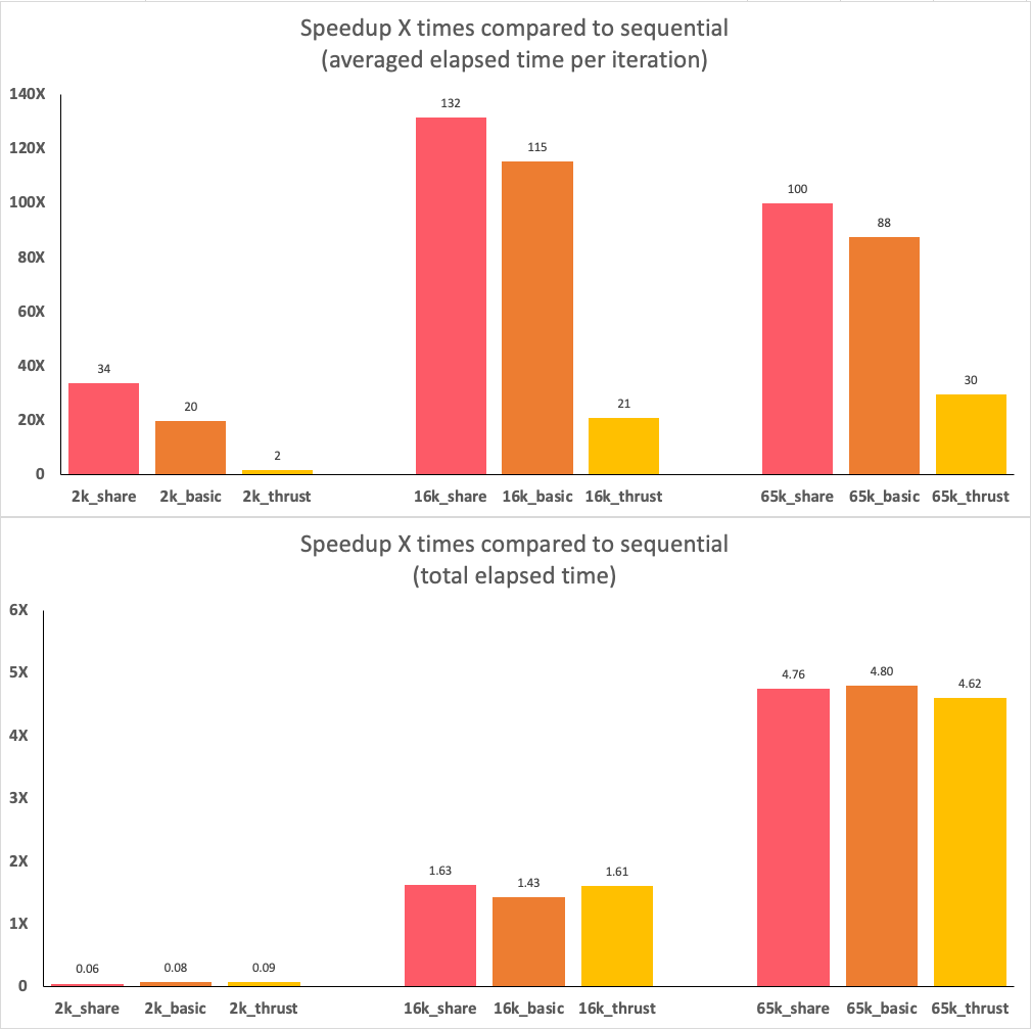 Speedup X times compared to sequential
(averaged elapsed time per iteration)
140X
120X
100X
80X
60X
40X
20X
0
132
115
100
88
34
20
2
21
30
2k_share 2k_basic 2k_thrust 16k_share 16k_basic 16k_thrust 65k_share 65k_basic 65k_thrust
Speedup X times compared to sequential
(total elapsed time)
6X
5X
4X
3X
2X
1X
0
0.06
0.08
0.09
1.63
1.43
1.61
4.76
4.80
4.62
2k_share 2k_basic 2k_thrust 16k_share 16k_basic 16k_thrust 65k_share 65k_basic 65k_thrust